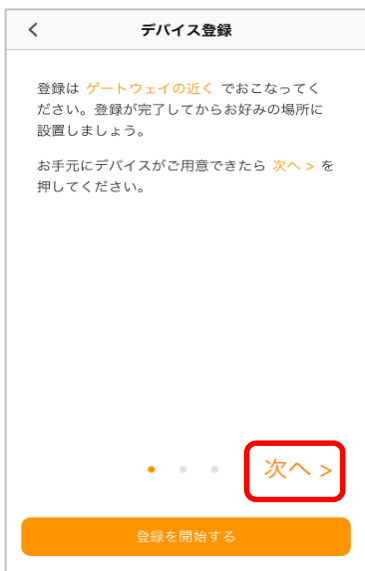 デバイス登録
登録は ゲートウェイの近く でおこなってく
ださい。登録が完了してからお好みの場所に
設置しましょう。
お手元にデバイスがご用意できたら 次へ > を
押してください。
次へ >
登録を開始する